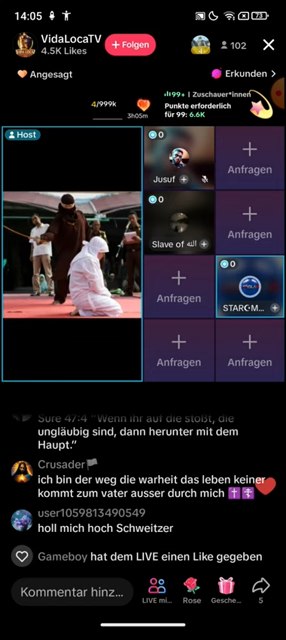 14:05
73
VidaLocaTV
4.5K Likes
+ Folgen
102
Angesagt
Erkunden >
4/999k
3h05m
99+ | Zuschauer*innen
Punkte erforderlich
für 99: 6.6K
Host
0
Jusuf
Anfragen
0
Slave of الله
Anfragen
Anfragen
0
STAR☪M...
Anfragen
Anfragen
Sure 47:4 "Wenn ihr auf die stoßt, die
ungläubig sind, dann herunter mit dem
Haupt."
Crusader
ich bin der weg die warheit das leben keiner
kommt zum vater ausser durch mich ✝️☦️
user1059813490549
holl mich hoch Schweitzer
Gameboy hat dem LIVE einen Like gegeben
Kommentar hinz...
LIVE mi...
Rose
Gesche...
5